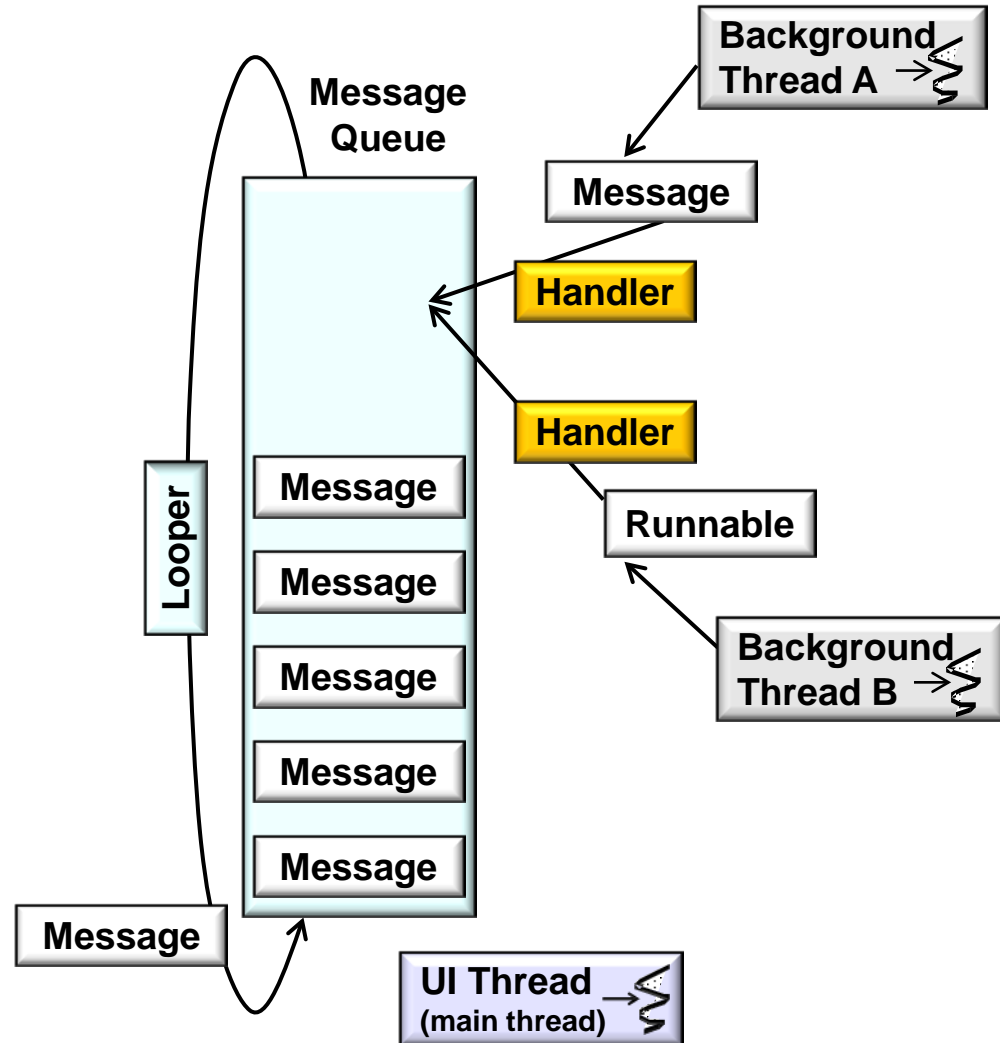 Background
Thread A
Message
Queue
Message
Handler
Handler
Message
Runnable
Looper
Message
Background
Thread B
Message
Message
Message
Message
UI Thread
(main thread)